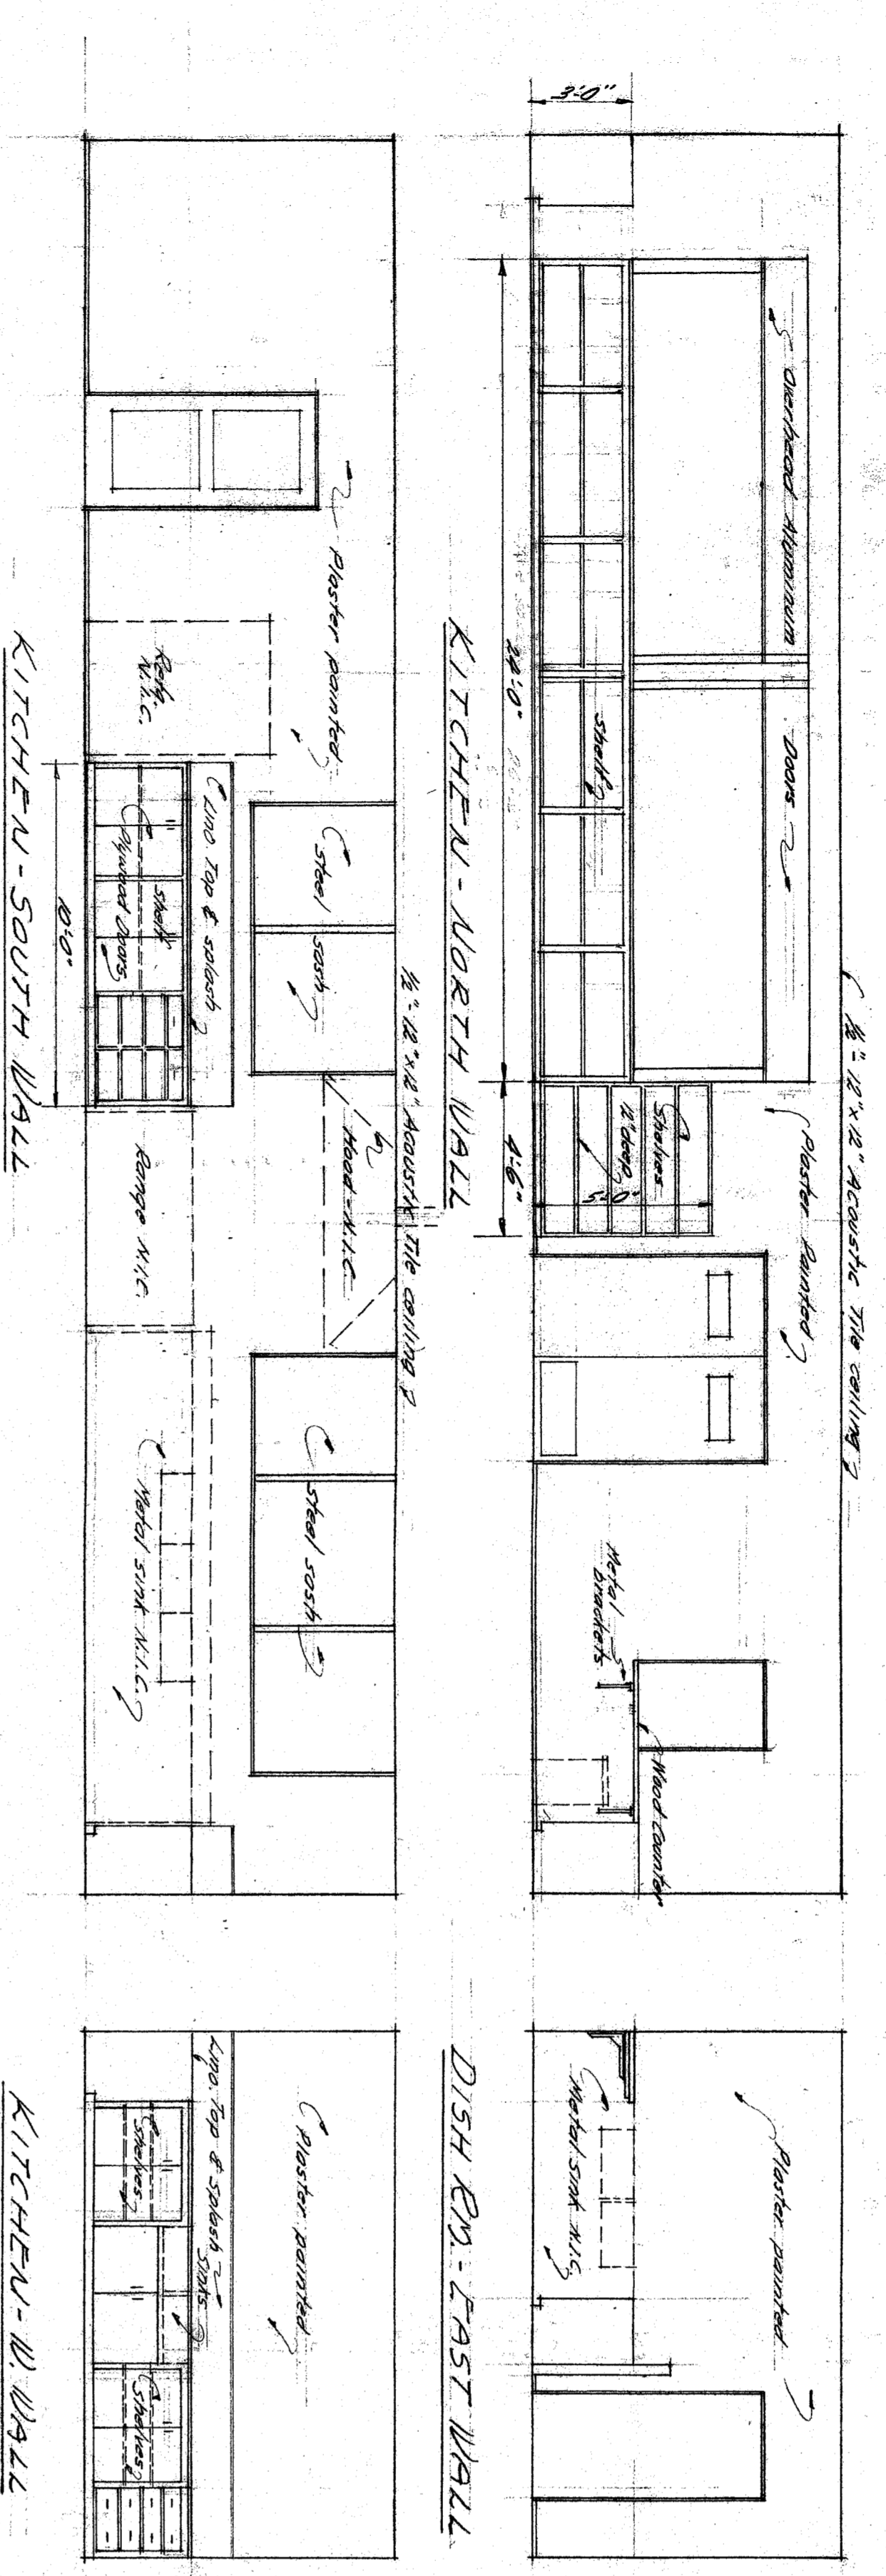 ½"- 12" x 12" Acoustic Tile ceiling
3'-0"
Overhead Aluminum Doors
Plaster Painted
Shelf
Shelves
12" deep
5'-0"
Metal
brackets
Wood counter
24'-0"
4'-6"
KITCHEN - NORTH WALL
Plaster painted
Metal sink N.I.C.
DISH RM. - EAST WALL
½"- 12" x 12" Acoustic Tile ceiling
Plaster painted
Steel sash
Hood - N.I.C.
Steel sash
Refg.
N.I.C.
Lino Top & splash
Shelf
Plywood Doors
Range N.I.C.
Metal sink N.I.C.
10'-0"
KITCHEN - SOUTH WALL
Plaster painted
Lino. Top & splash
Sinks
Shelves
Shelves
KITCHEN - W. WALL